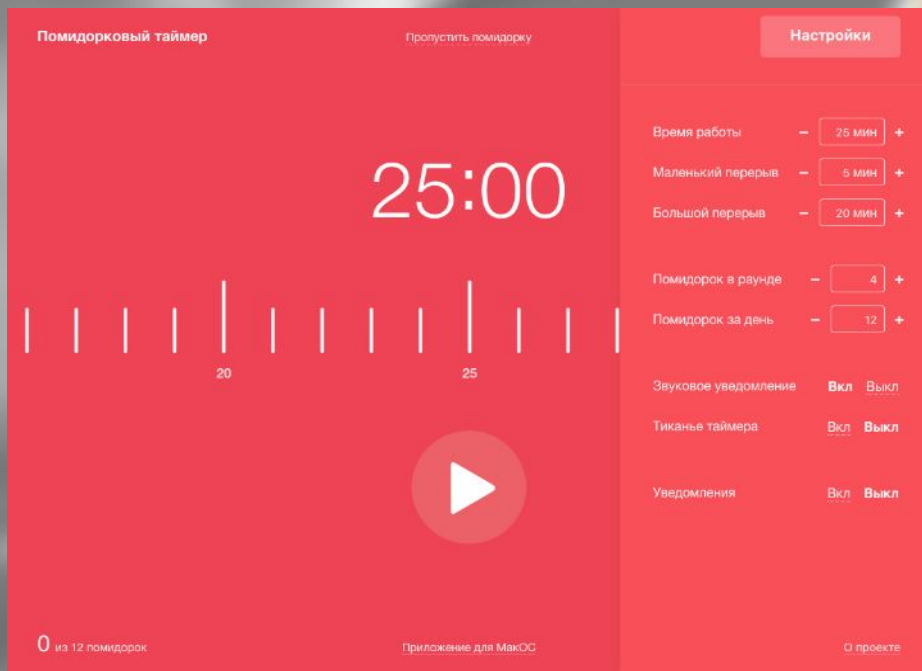 Помидорковый таймер
Пропустить помидорку
Настройки
25:00
20
25
0 из 12 помидорок
Приложение для МакОС
Время работы − 25 мин +
Маленький перерыв − 5 мин +
Большой перерыв − 20 мин +
Помидорок в раунде − 4 +
Помидорок за день − 12 +
Звуковое уведомление Вкл Выкл
Тиканье таймера Вкл Выкл
Уведомления Вкл Выкл
О проекте